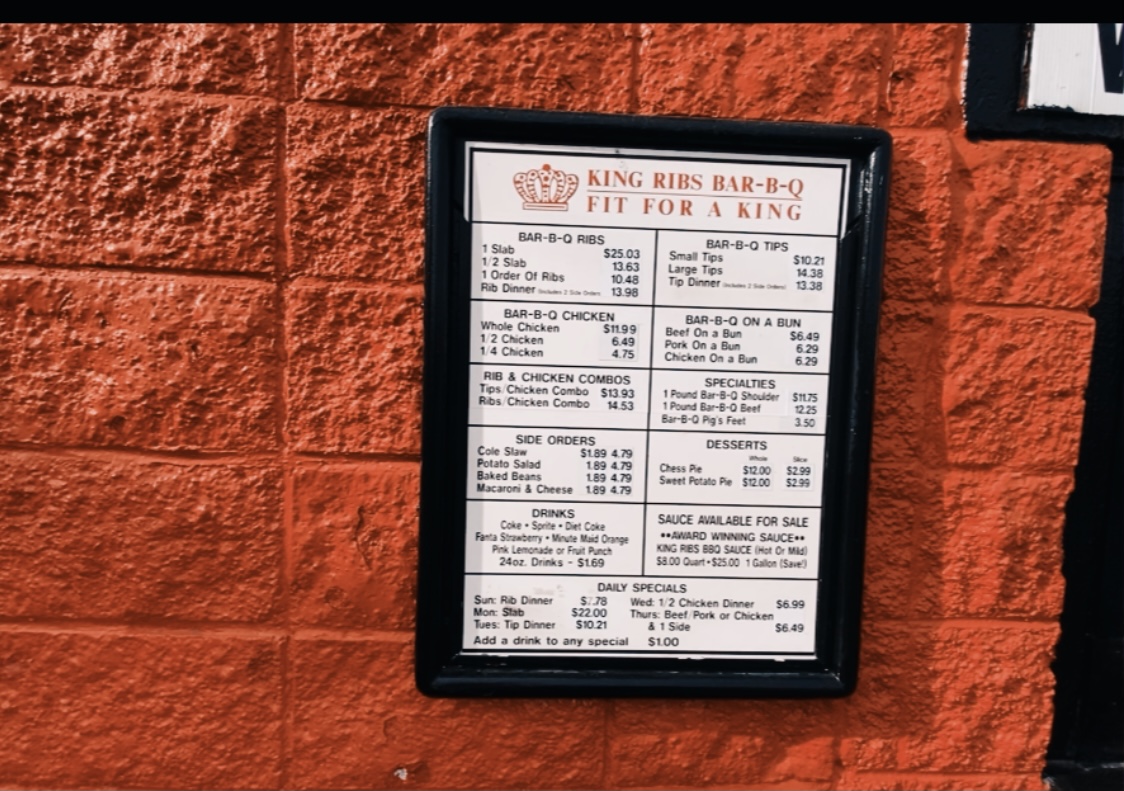 KING RIBS BAR-B-Q
FIT FOR A KING
BAR-B-Q RIBS
1 Slab $25.03
1/2 Slab 13.63
1 Order Of Ribs 10.48
Rib Dinner (Includes 2 Side Orders) 13.98
BAR-B-Q TIPS
Small Tips $10.21
Large Tips 14.38
Tip Dinner (Includes 2 Side Orders) 13.38
BAR-B-Q CHICKEN
Whole Chicken $11.99
1/2 Chicken 6.49
1/4 Chicken 4.75
BAR-B-Q ON A BUN
Beef On a Bun $6.49
Pork On a Bun 6.29
Chicken On a Bun 6.29
RIB & CHICKEN COMBOS
Tips/Chicken Combo $13.93
Ribs/Chicken Combo 14.53
SPECIALTIES
1 Pound Bar-B-Q Shoulder $11.75
1 Pound Bar-B-Q Beef 12.25
Bar-B-Q Pig's Feet 3.50
SIDE ORDERS
Cole Slaw $1.89 4.79
Potato Salad 1.89 4.79
Baked Beans 1.89 4.79
Macaroni & Cheese 1.89 4.79
DESSERTS
Whole Slice
Chess Pie $12.00 $2.99
Sweet Potato Pie $12.00 $2.99
DRINKS
Coke • Sprite • Diet Coke
Fanta Strawberry • Minute Maid Orange
Pink Lemonade or Fruit Punch
24oz. Drinks - $1.69
SAUCE AVAILABLE FOR SALE
••AWARD WINNING SAUCE••
KING RIBS BBQ SAUCE (Hot Or Mild)
$8.00 Quart • $25.00 1 Gallon (Save!)
DAILY SPECIALS
Sun: Rib Dinner
Mon: Slab $22.00
Tues: Tip Dinner $10.21
Wed: 1/2 Chicken Dinner $6.99
Thurs: Beef/Pork or Chicken
& 1 Side $6.49
Add a drink to any special $1.00